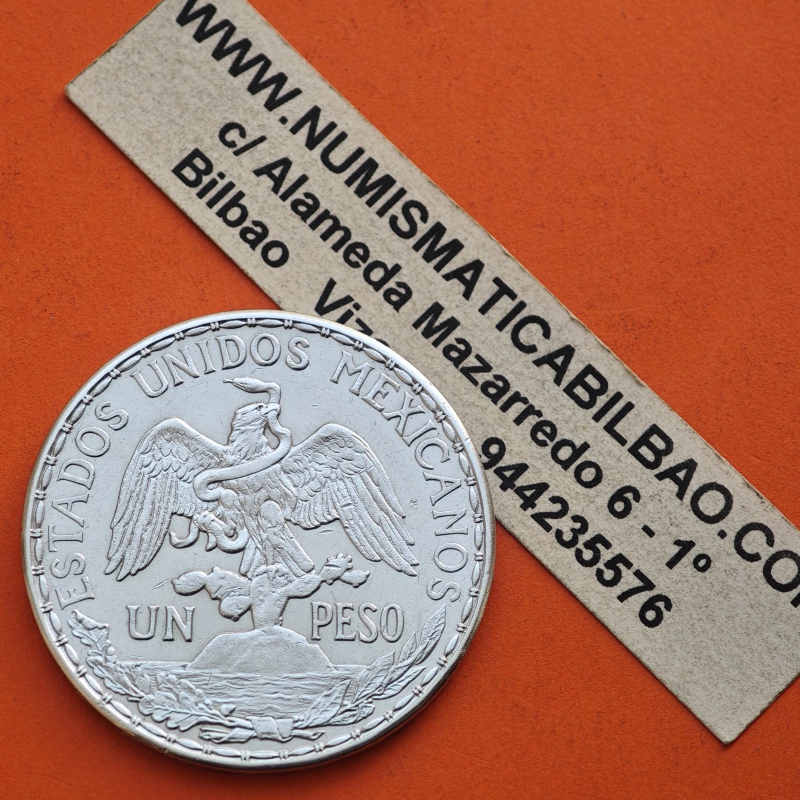 WWW.NUMISMATICABILBAO.CO
c/ Alameda Mazarredo 6 - 1º
Bilbao 944235576
ESTADOS UNIDOS MEXICANOS
UN PESO